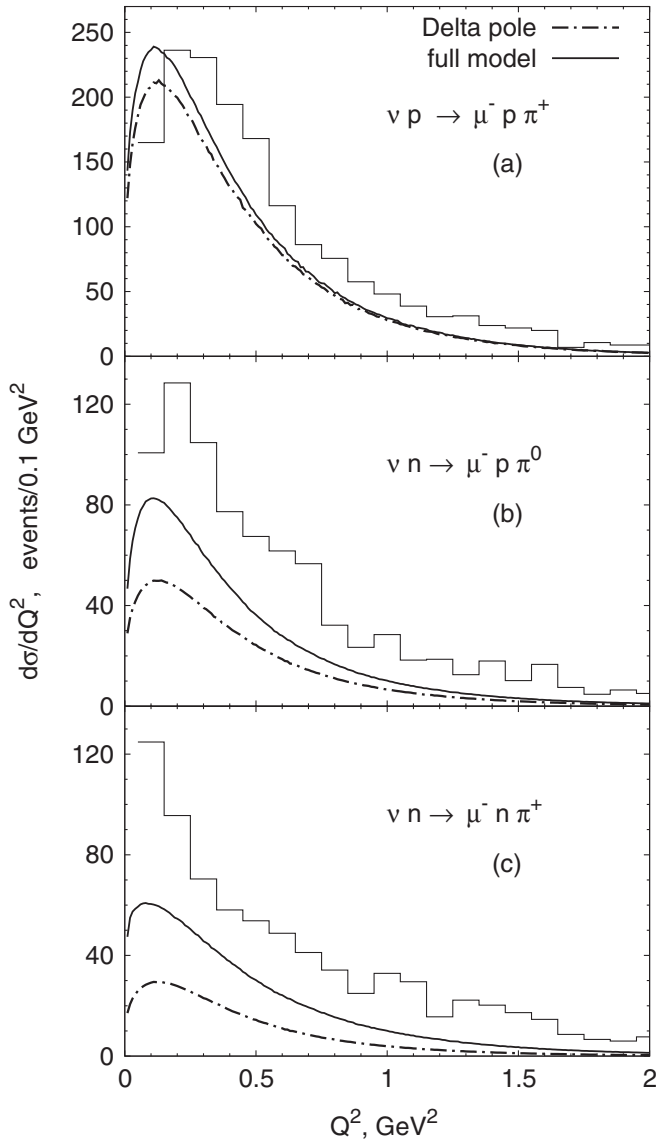 Delta pole
full model
250
200
150
100
50
0
ν p → μ⁻ p π⁺
(a)
120
80
40
0
ν n → μ⁻ p π⁰
(b)
120
80
40
0
ν n → μ⁻ n π⁺
(c)
dσ/dQ², events/0.1 GeV²
0 0.5 1 1.5 2
Q², GeV²